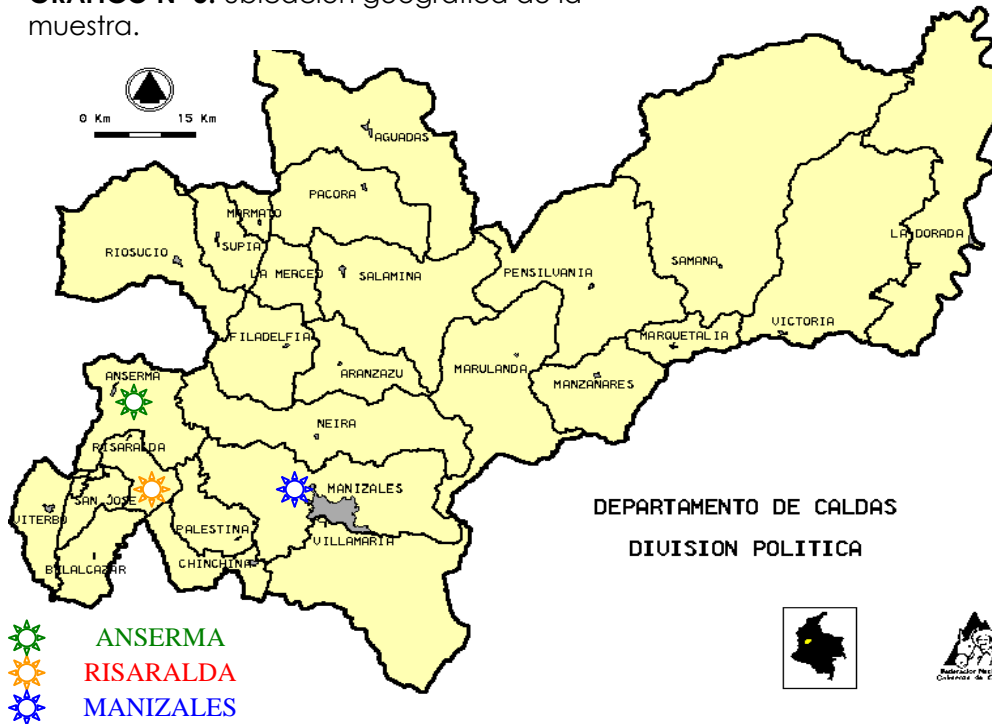 muestra.
0 Km 15 Km
AGUADAS
PACORA
MARMATO
RIOSUCIO
SUPIA
LA MERCED
SALAMINA
PENSILVANIA
SAMANA
LA DORADA
FILADELFIA
ARANZAZU
MARULANDA
MARQUETALIA
VICTORIA
MANZANARES
ANSERMA
NEIRA
RISARALDA
MANIZALES
SAN JOSE
VITERBO
PALESTINA
VILLAMARIA
CHINCHINA
BELALCAZAR
DEPARTAMENTO DE CALDAS
DIVISION POLITICA
ANSERMA
RISARALDA
MANIZALES